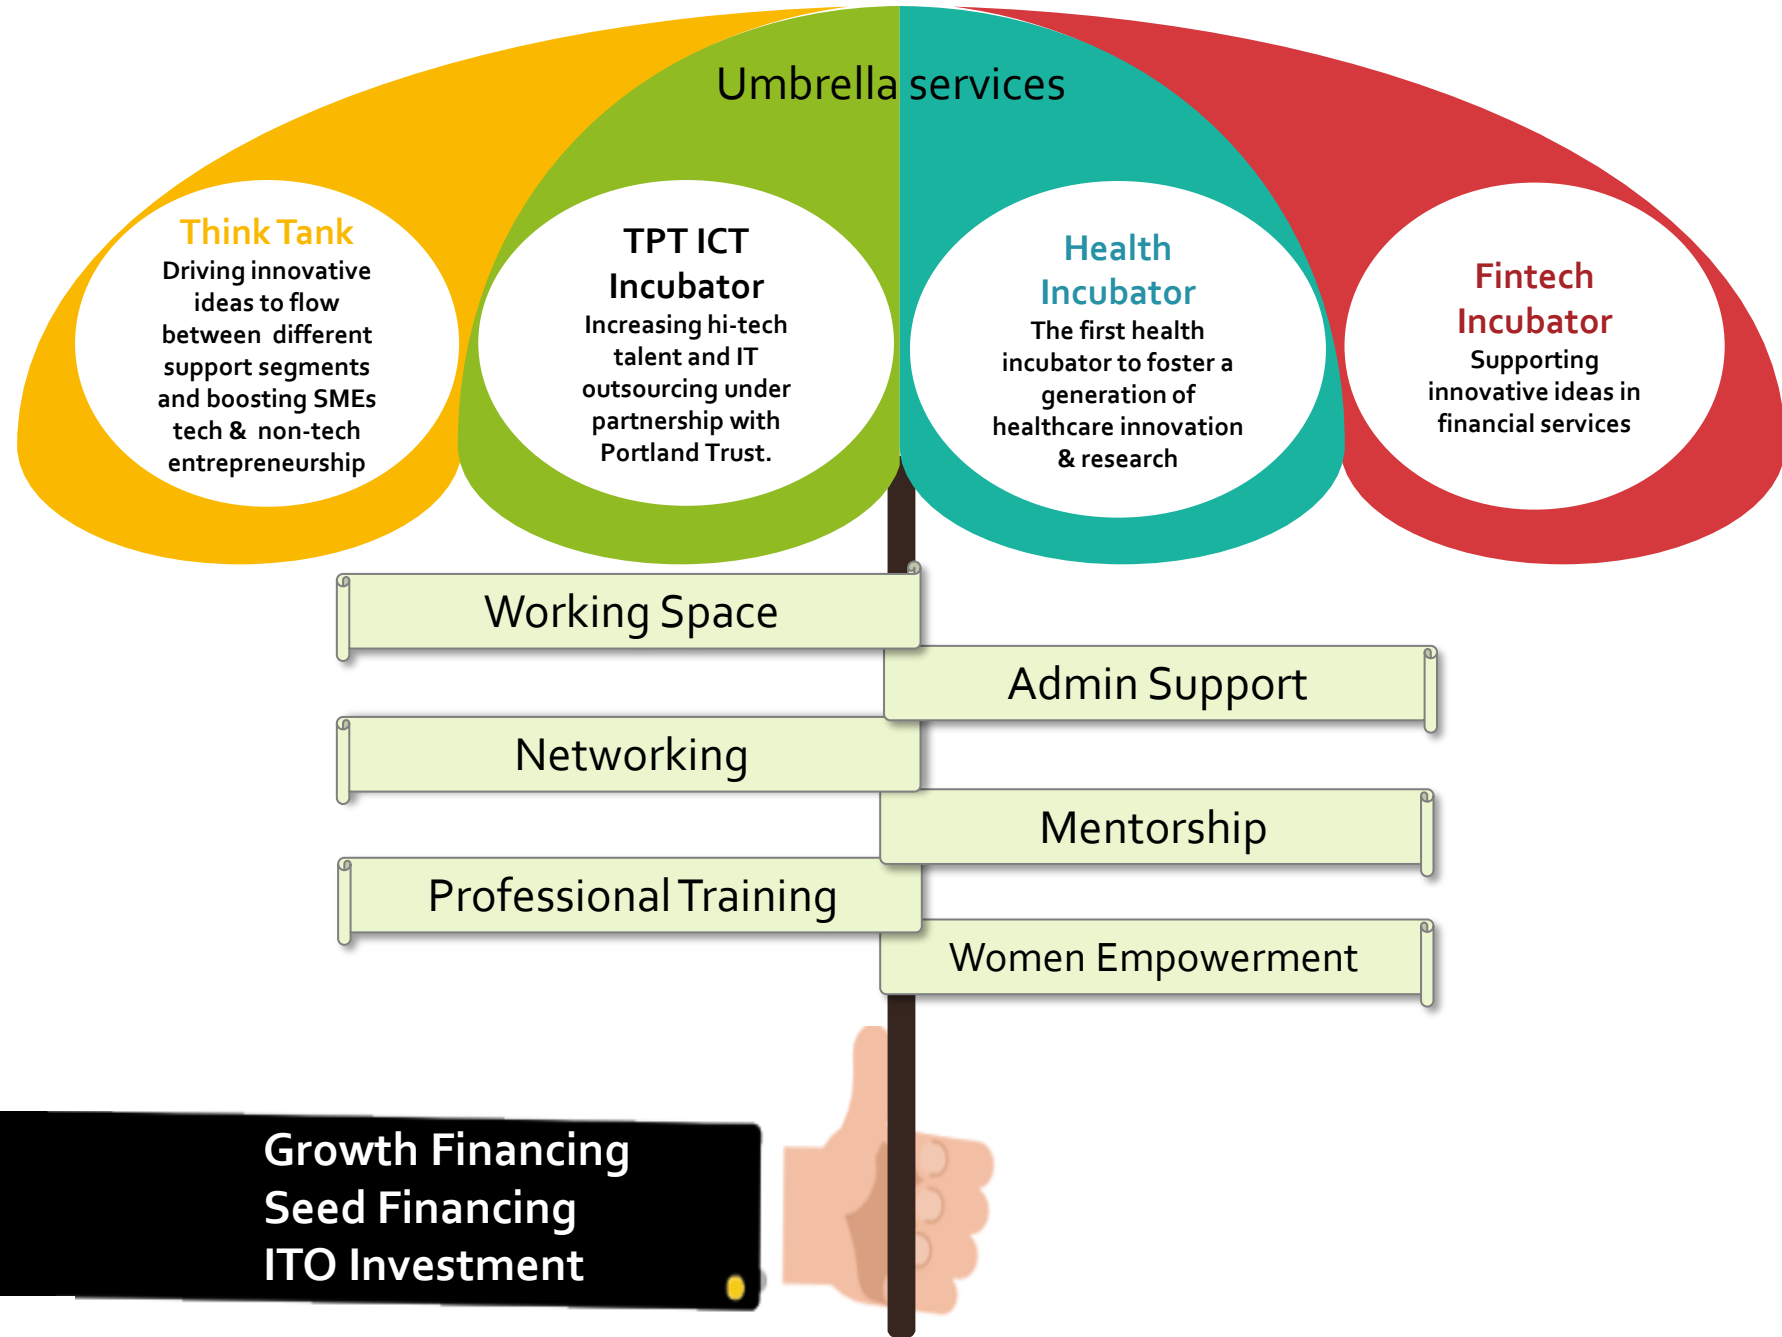 Umbrella services
Think Tank
Driving innovative
ideas to flow
between different
support segments
and boosting SMEs
tech & non-tech
entrepreneurship
TPT ICT
Incubator
Increasing hi-tech
talent and IT
outsourcing under
partnership with
Portland Trust.
Health
Incubator
The first health
incubator to foster a
generation of
healthcare innovation
& research
Fintech
Incubator
Supporting
innovative ideas in
financial services
Working Space
Admin Support
Networking
Mentorship
Professional Training
Women Empowerment
Growth Financing
Seed Financing
ITO Investment